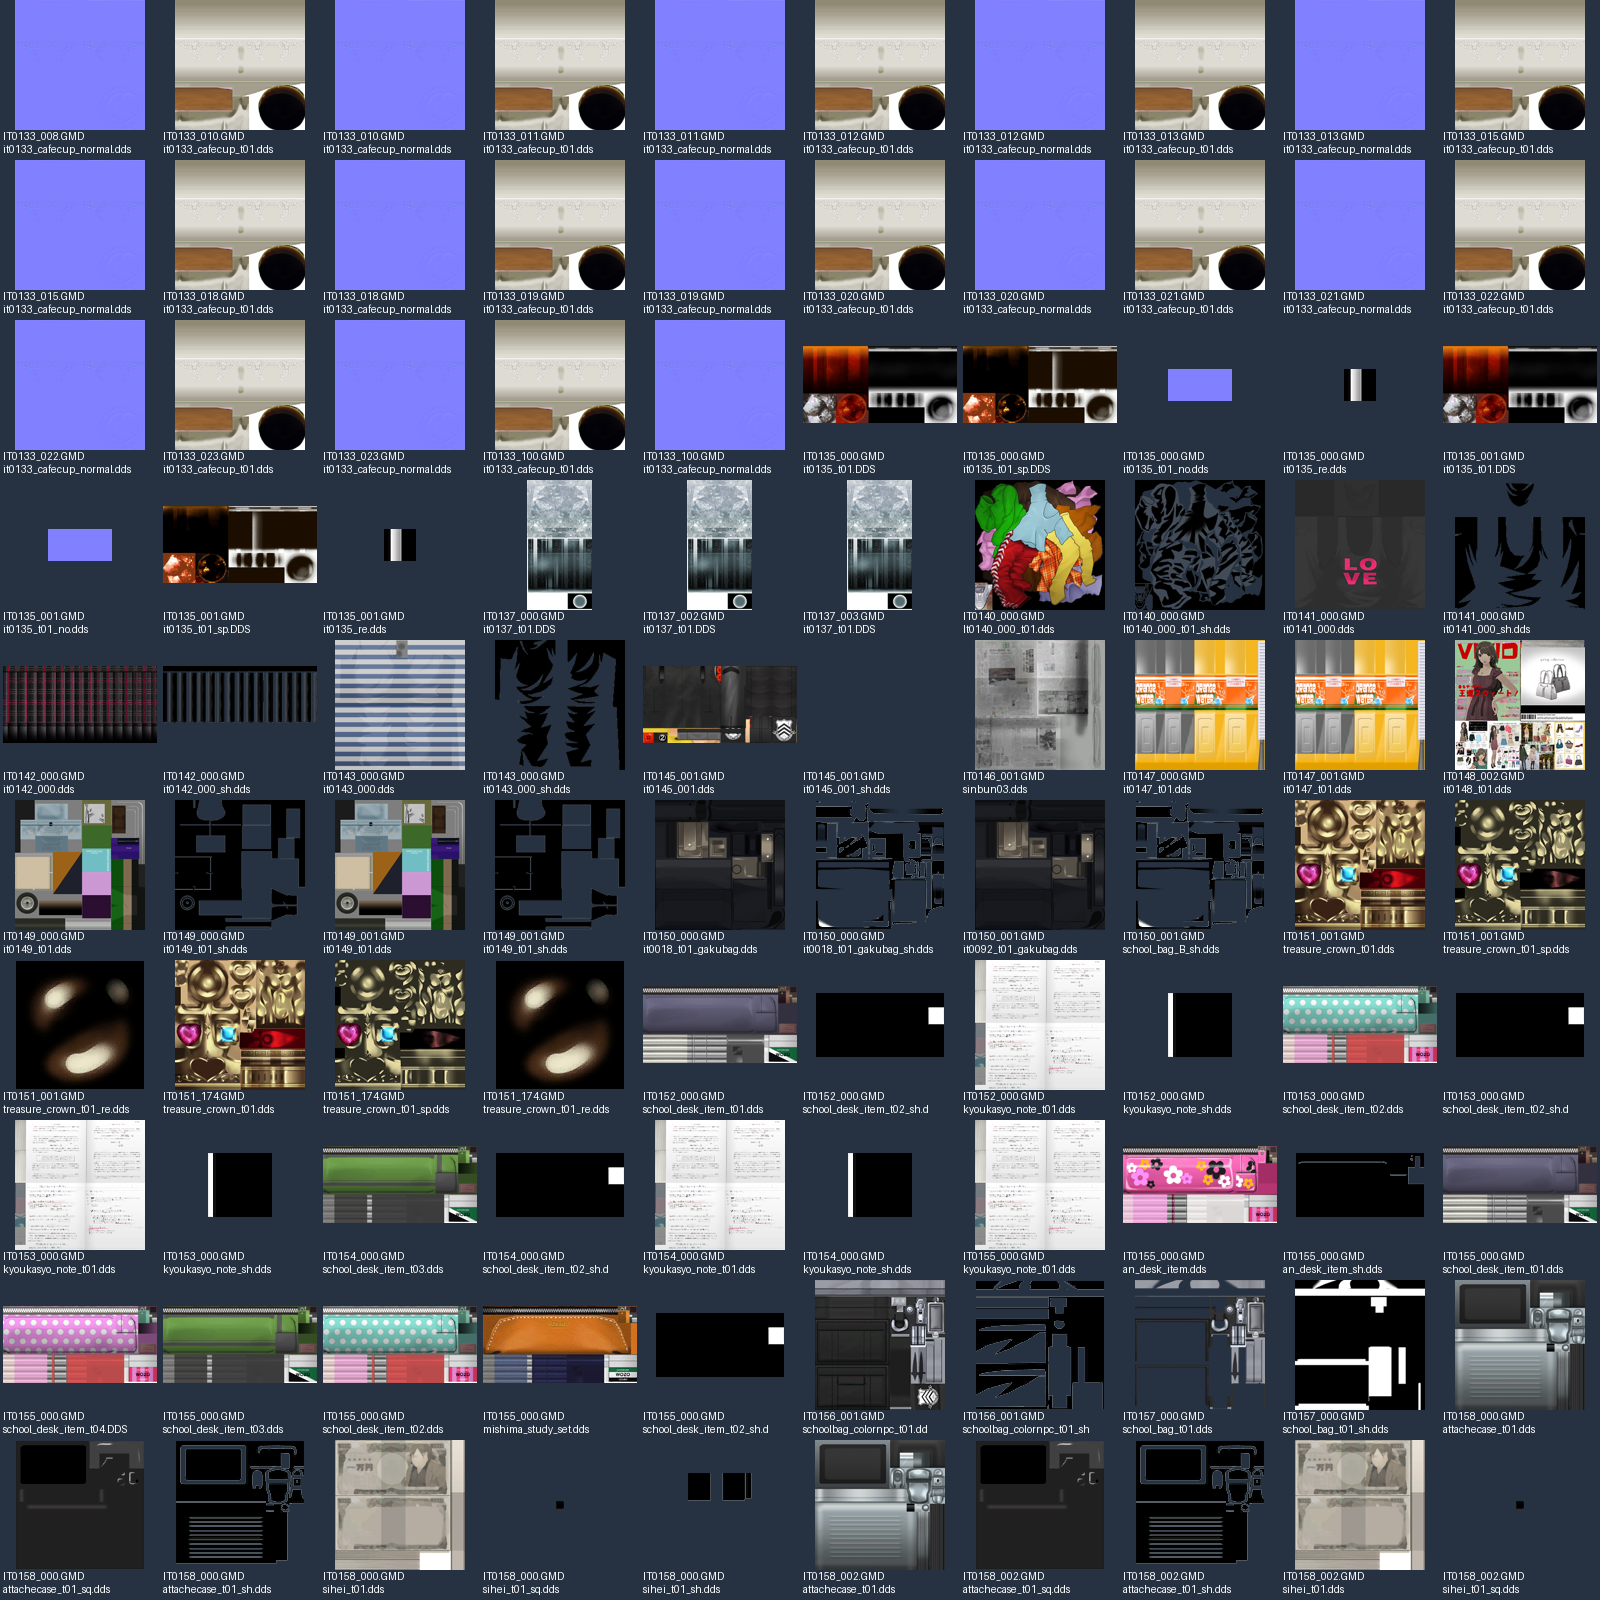 IT0133_008.GMD
it0133_cafecup_normal.dds
IT0133_010.GMD
it0133_cafecup_t01.dds
IT0133_010.GMD
it0133_cafecup_normal.dds
IT0133_011.GMD
it0133_cafecup_t01.dds
IT0133_011.GMD
it0133_cafecup_normal.dds
IT0133_012.GMD
it0133_cafecup_t01.dds
IT0133_012.GMD
it0133_cafecup_normal.dds
IT0133_013.GMD
it0133_cafecup_t01.dds
IT0133_013.GMD
it0133_cafecup_normal.dds
IT0133_015.GMD
it0133_cafecup_t01.dds
IT0133_015.GMD
it0133_cafecup_normal.dds
IT0133_018.GMD
it0133_cafecup_t01.dds
IT0133_018.GMD
it0133_cafecup_normal.dds
IT0133_019.GMD
it0133_cafecup_t01.dds
IT0133_019.GMD
it0133_cafecup_normal.dds
IT0133_020.GMD
it0133_cafecup_t01.dds
IT0133_020.GMD
it0133_cafecup_normal.dds
IT0133_021.GMD
it0133_cafecup_t01.dds
IT0133_021.GMD
it0133_cafecup_normal.dds
IT0133_022.GMD
it0133_cafecup_t01.dds
IT0133_022.GMD
it0133_cafecup_normal.dds
IT0133_023.GMD
it0133_cafecup_t01.dds
IT0133_023.GMD
it0133_cafecup_normal.dds
IT0133_100.GMD
it0133_cafecup_t01.dds
IT0133_100.GMD
it0133_cafecup_normal.dds
IT0135_000.GMD
it0135_t01.DDS
IT0135_000.GMD
it0135_t01_sp.DDS
IT0135_000.GMD
it0135_t01_no.dds
IT0135_000.GMD
it0135_re.dds
IT0135_001.GMD
it0135_t01.DDS
IT0135_001.GMD
it0135_t01_no.dds
IT0135_001.GMD
it0135_t01_sp.DDS
IT0135_001.GMD
it0135_re.dds
IT0137_000.GMD
it0137_t01.DDS
IT0137_002.GMD
it0137_t01.DDS
IT0137_003.GMD
it0137_t01.DDS
IT0140_000.GMD
It0140_000_t01.dds
IT0140_000.GMD
It0140_000_t01_sh.dds
LO
VE
IT0141_000.GMD
it0141_000.dds
IT0141_000.GMD
it0141_000_sh.dds
IT0142_000.GMD
it0142_000.dds
IT0142_000.GMD
it0142_000_sh.dds
IT0143_000.GMD
it0143_000.dds
IT0143_000.GMD
it0143_000_sh.dds
IT0145_001.GMD
it0145_001.dds
IT0145_001.GMD
it0145_001_sh.dds
IT0146_001.GMD
sinbun03.dds
IT0147_000.GMD
it0147_t01.dds
IT0147_001.GMD
it0147_t01.dds
IT0148_002.GMD
it0148_t01.dds
IT0149_000.GMD
it0149_t01.dds
IT0149_000.GMD
it0149_t01_sh.dds
IT0149_001.GMD
it0149_t01.dds
IT0149_001.GMD
it0149_t01_sh.dds
IT0150_000.GMD
it0018_t01_gakubag.dds
IT0150_000.GMD
it0018_t01_gakubag_sh.dds
IT0150_001.GMD
it0092_t01_gakubag.dds
IT0150_001.GMD
school_bag_B_sh.dds
IT0151_001.GMD
treasure_crown_t01.dds
IT0151_001.GMD
treasure_crown_t01_sp.dds
IT0151_001.GMD
treasure_crown_t01_re.dds
IT0151_174.GMD
treasure_crown_t01.dds
IT0151_174.GMD
treasure_crown_t01_sp.dds
IT0151_174.GMD
treasure_crown_t01_re.dds
IT0152_000.GMD
school_desk_item_t01.dds
IT0152_000.GMD
school_desk_item_t02_sh.d
IT0152_000.GMD
kyoukasyo_note_t01.dds
IT0152_000.GMD
kyoukasyo_note_sh.dds
IT0153_000.GMD
school_desk_item_t02.dds
IT0153_000.GMD
school_desk_item_t02_sh.d
IT0153_000.GMD
kyoukasyo_note_t01.dds
IT0153_000.GMD
kyoukasyo_note_sh.dds
IT0154_000.GMD
school_desk_item_t03.dds
IT0154_000.GMD
school_desk_item_t02_sh.d
IT0154_000.GMD
kyoukasyo_note_t01.dds
IT0154_000.GMD
kyoukasyo_note_sh.dds
IT0155_000.GMD
kyoukasyo_note_t01.dds
IT0155_000.GMD
an_desk_item.dds
IT0155_000.GMD
an_desk_item_sh.dds
IT0155_000.GMD
school_desk_item_t01.dds
IT0155_000.GMD
school_desk_item_t04.DDS
IT0155_000.GMD
school_desk_item_t03.dds
IT0155_000.GMD
school_desk_item_t02.dds
IT0155_000.GMD
mishima_study_set.dds
IT0155_000.GMD
school_desk_item_t02_sh.d
IT0156_001.GMD
schoolbag_colornpc_t01.dd
IT0156_001.GMD
schoolbag_colornpc_t01_sh
IT0157_000.GMD
school_bag_t01.dds
IT0157_000.GMD
school_bag_t01_sh.dds
IT0158_000.GMD
attachecase_t01.dds
IT0158_000.GMD
attachecase_t01_sq.dds
IT0158_000.GMD
attachecase_t01_sh.dds
IT0158_000.GMD
sihei_t01.dds
IT0158_000.GMD
sihei_t01_sq.dds
IT0158_000.GMD
sihei_t01_sh.dds
IT0158_002.GMD
attachecase_t01.dds
IT0158_002.GMD
attachecase_t01_sq.dds
IT0158_002.GMD
attachecase_t01_sh.dds
IT0158_002.GMD
sihei_t01.dds
IT0158_002.GMD
sihei_t01_sq.dds